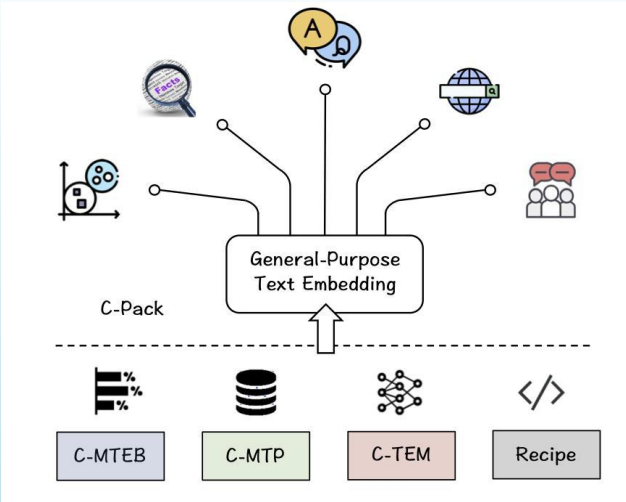 A
Q
Facts
General-Purpose
Text Embedding
C-Pack
%
%
%
</>
C-MTEB
C-MTP
C-TEM
Recipe